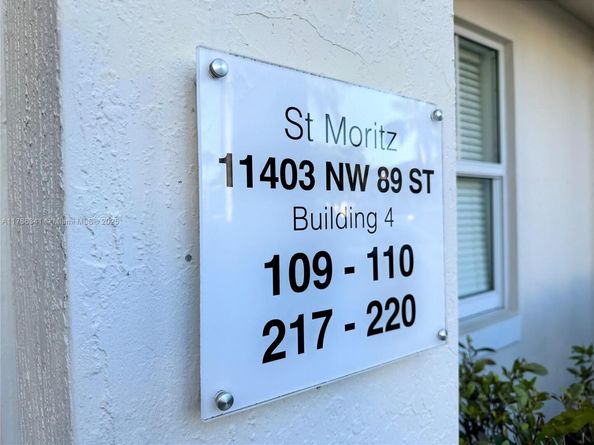 St Moritz
11403 NW 89 ST
Building 4
109 - 110
217 - 220